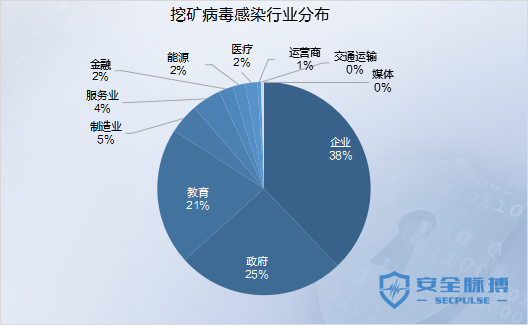 挖矿病毒感染行业分布
企业
38%
政府
25%
教育
21%
制造业
5%
服务业
4%
金融
2%
能源
2%
医疗
2%
运营商
1%
交通运输
0%
媒体
0%
安全脉搏
SECPULSE